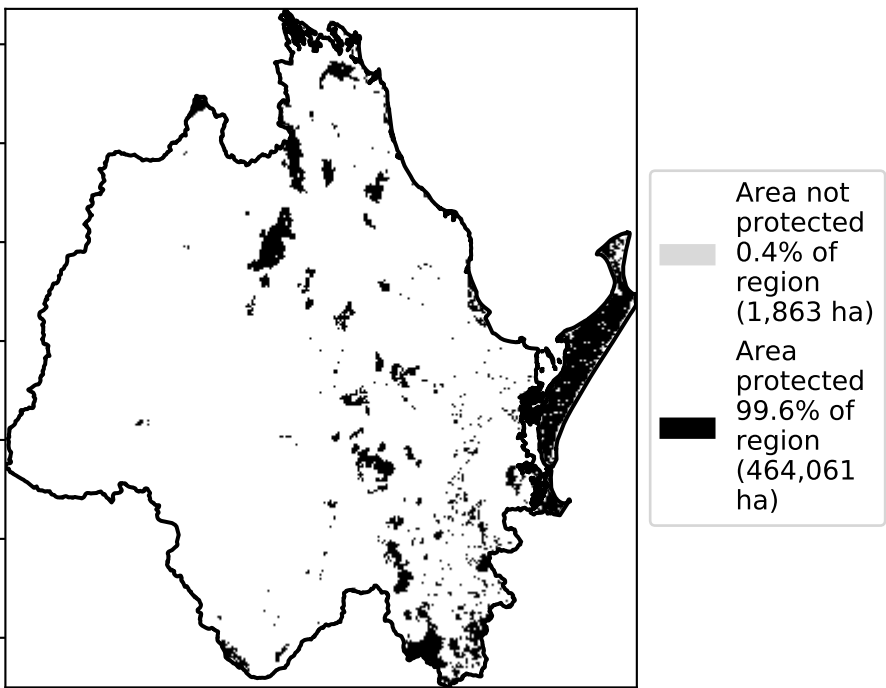 Area not
protected
0.4% of
region
(1,863 ha)
Area
protected
99.6% of
region
(464,061
ha)